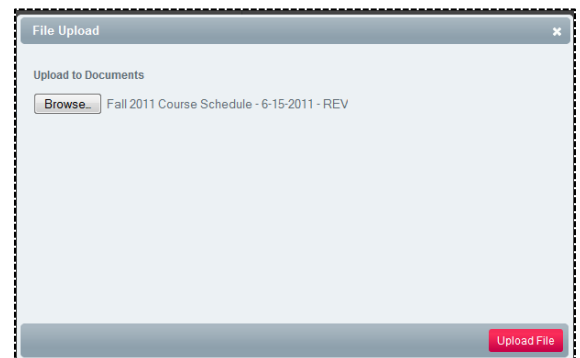 File Upload
Upload to Documents
Browse... Fall 2011 Course Schedule - 6-15-2011 - REV
Upload File